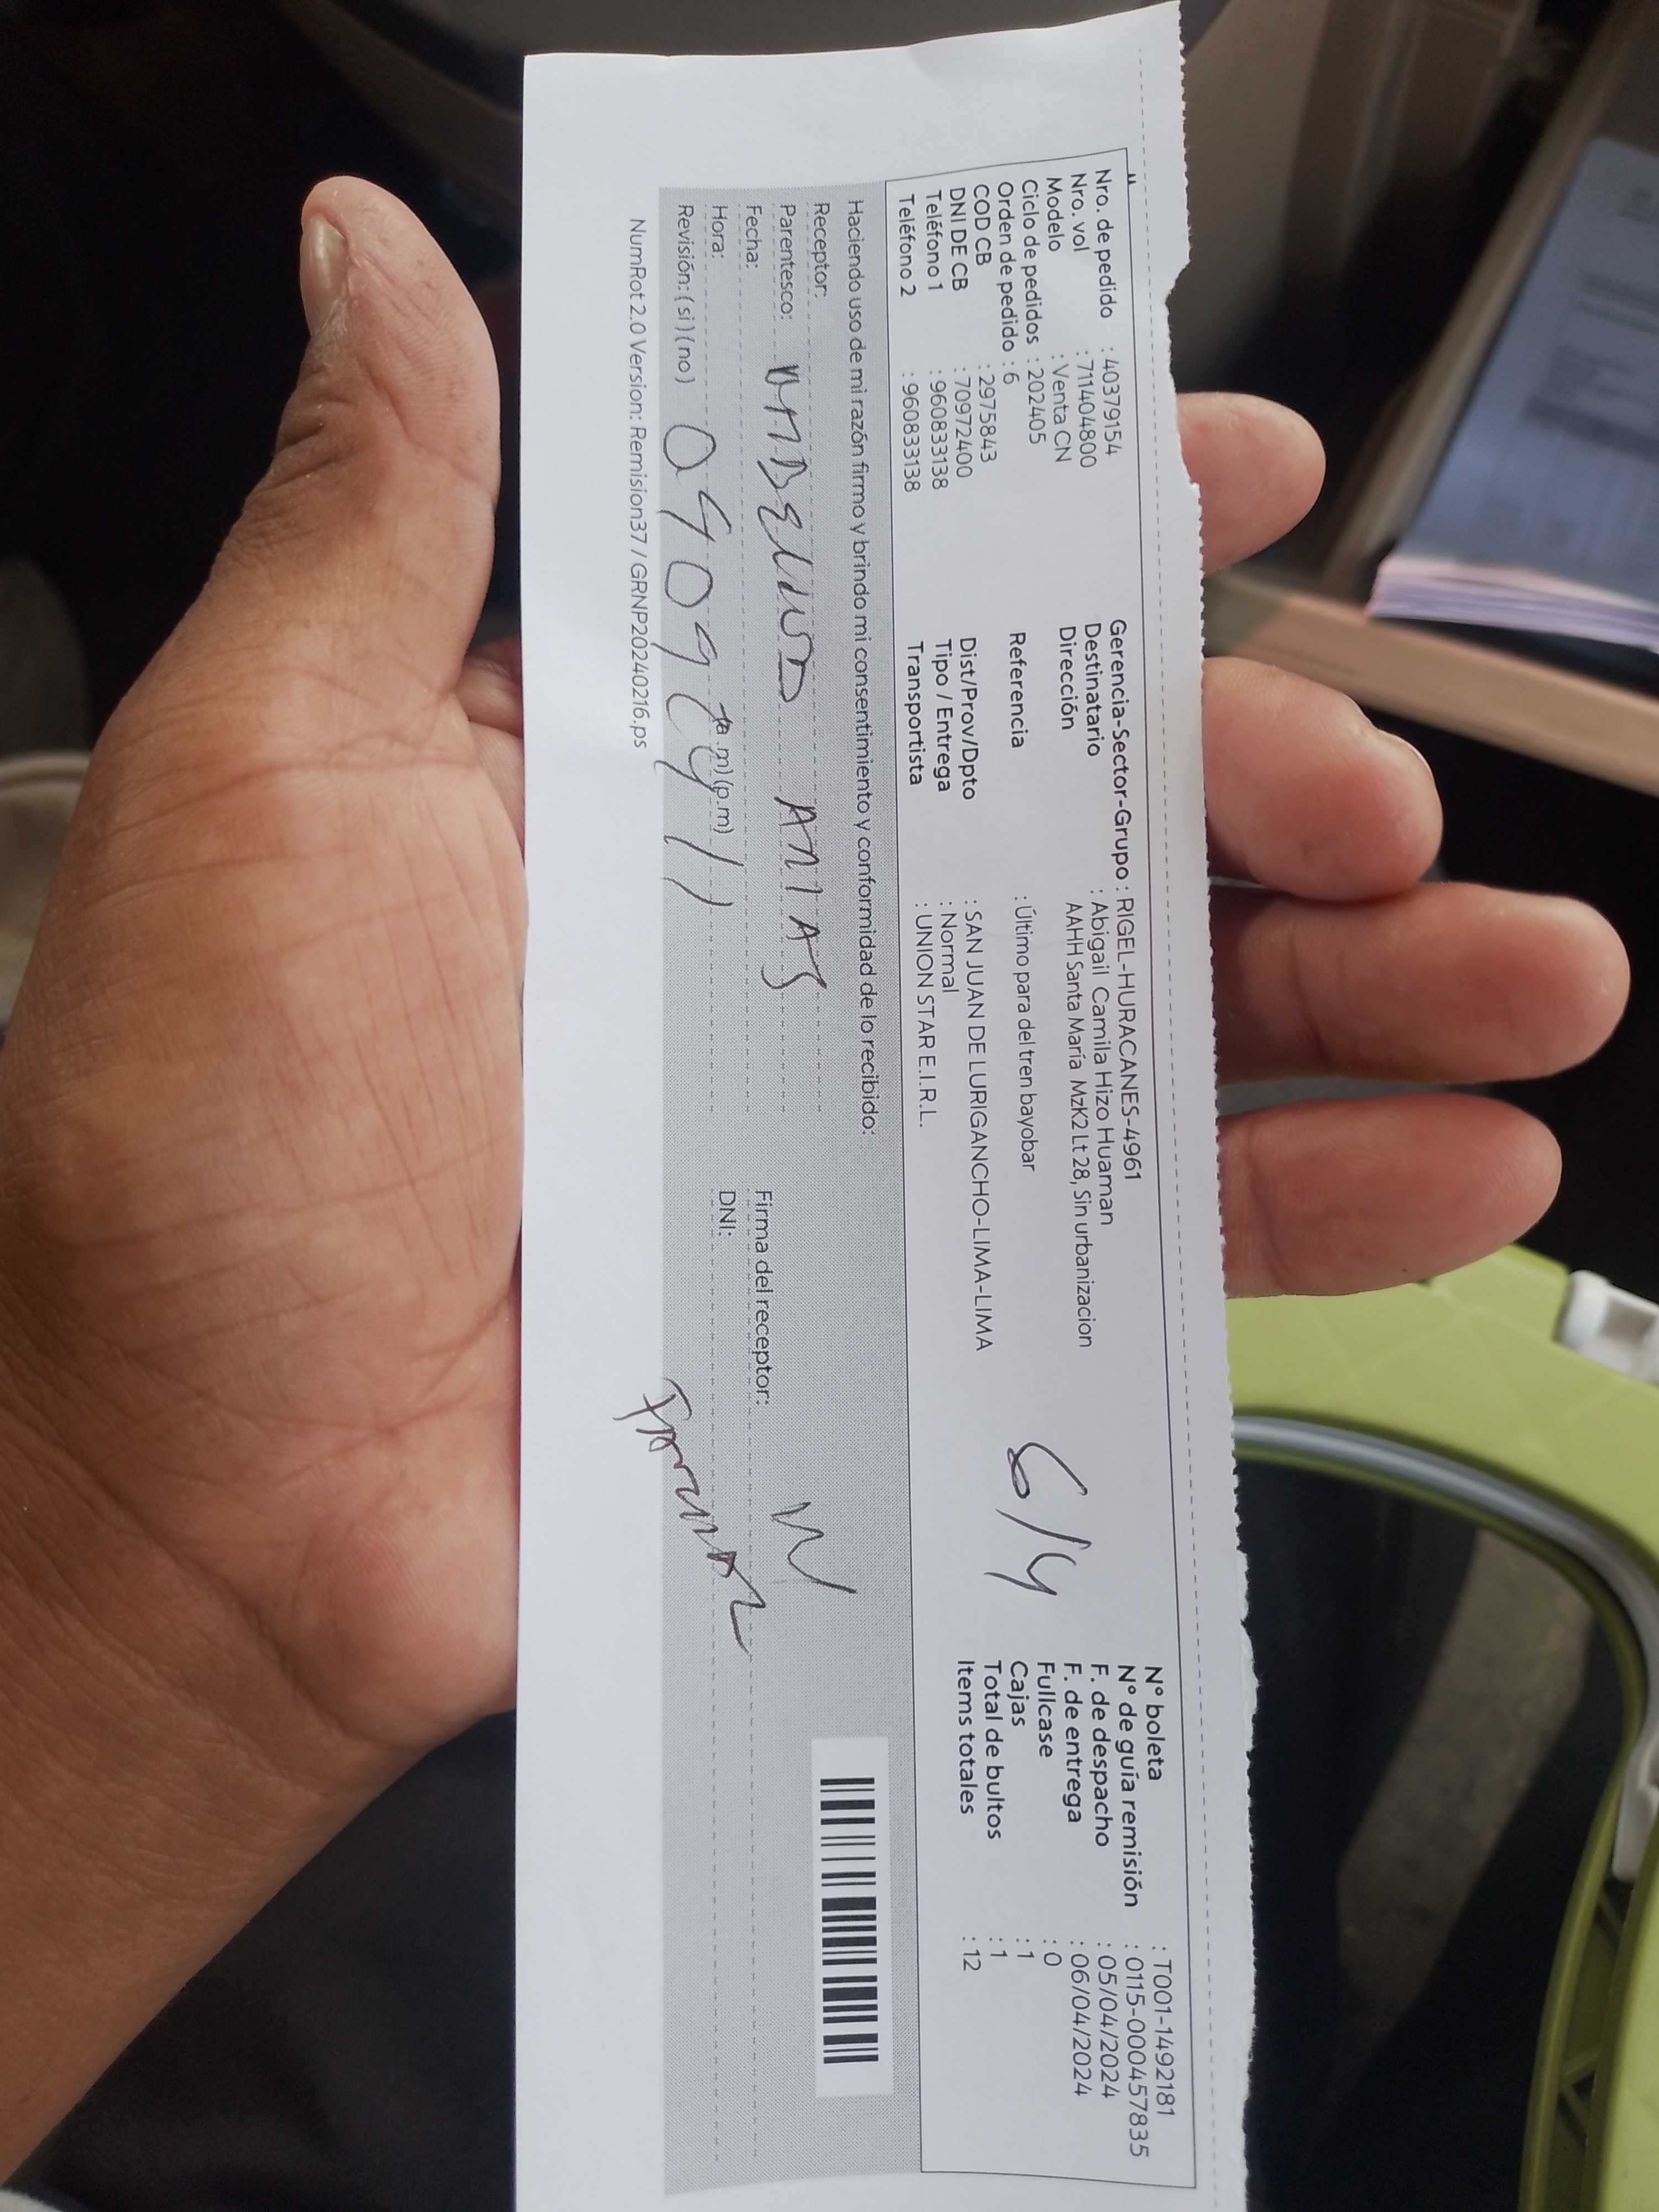 Nro. de pedido : 40379154
Nro. vol : 711404800
Modelo : Venta CN
Ciclo de pedidos : 202405
Orden de pedido : 6
COD CB : 2975843
DNI DE CB : 70972400
Teléfono 1 : 960833138
Teléfono 2 : 960833138
Gerencia-Sector-Grupo : RIGEL-HURACANES-4961
Destinatario : Abigail Camila Hizo Huaman
Dirección AAHH Santa María MzK2 Lt 28, Sin urbanizacion
Referencia : Último para del tren bayobar
Dist/Prov/Dpto : SAN JUAN DE LURIGANCHO-LIMA-LIMA
Tipo / Entrega : Normal
Transportista : UNION STAR E.I.R.L.
6/4
N° boleta : T001-1492181
N° de guía remisión : 0115-000457835
F. de despacho : 05/04/2024
F. de entrega : 06/04/2024
Fullcase : 0
Cajas : 1
Total de bultos : 1
Items totales : 12
Haciendo uso de mi razón firmo y brindo mi consentimiento y conformidad de lo recibido:
Receptor:
Parentesco:
Fecha:
Hora: (a.m)(p.m)
Revisión: (si) (no)
Firma del receptor:
DNI:
NumRot 2.0 Version: Remision37 / GRNP20240216.ps